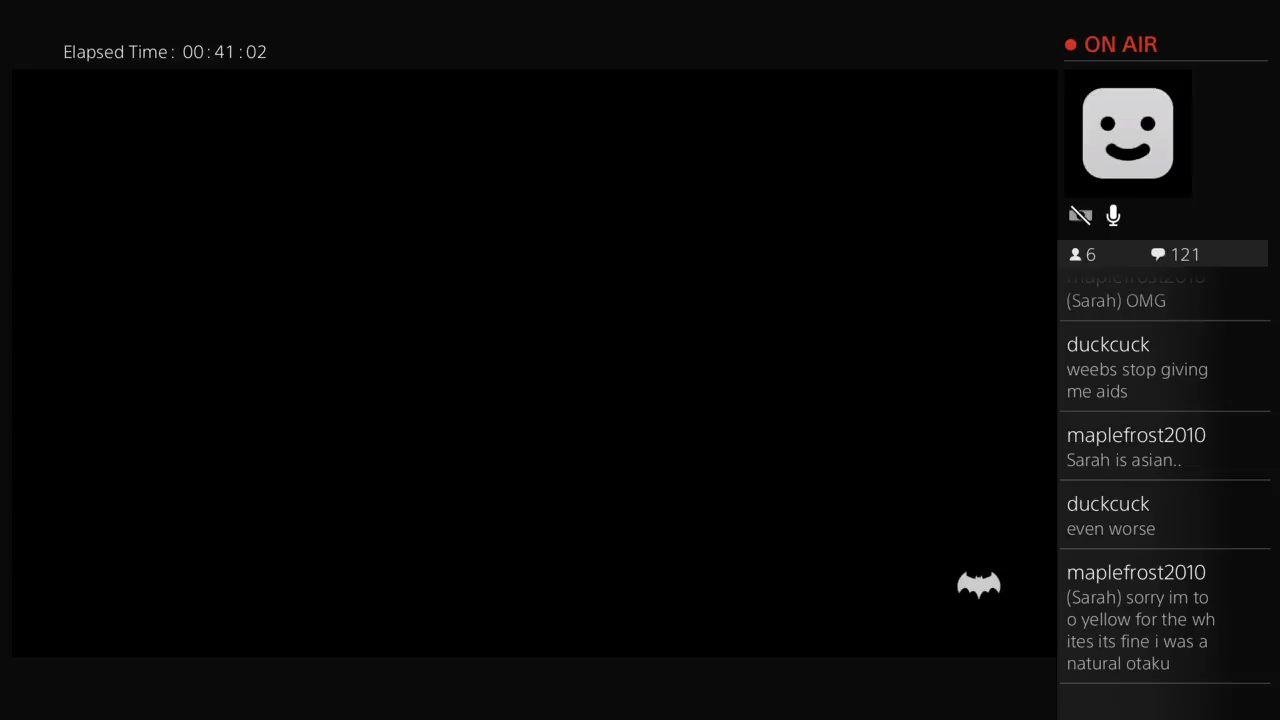 Elapsed Time: 00:41:02
ON AIR
6 121
maplefrost2010
(Sarah) OMG
duckcuck
weebs stop giving
me aids
maplefrost2010
Sarah is asian..
duckcuck
even worse
maplefrost2010
(Sarah) sorry im to
o yellow for the wh
ites its fine i was a
natural otaku